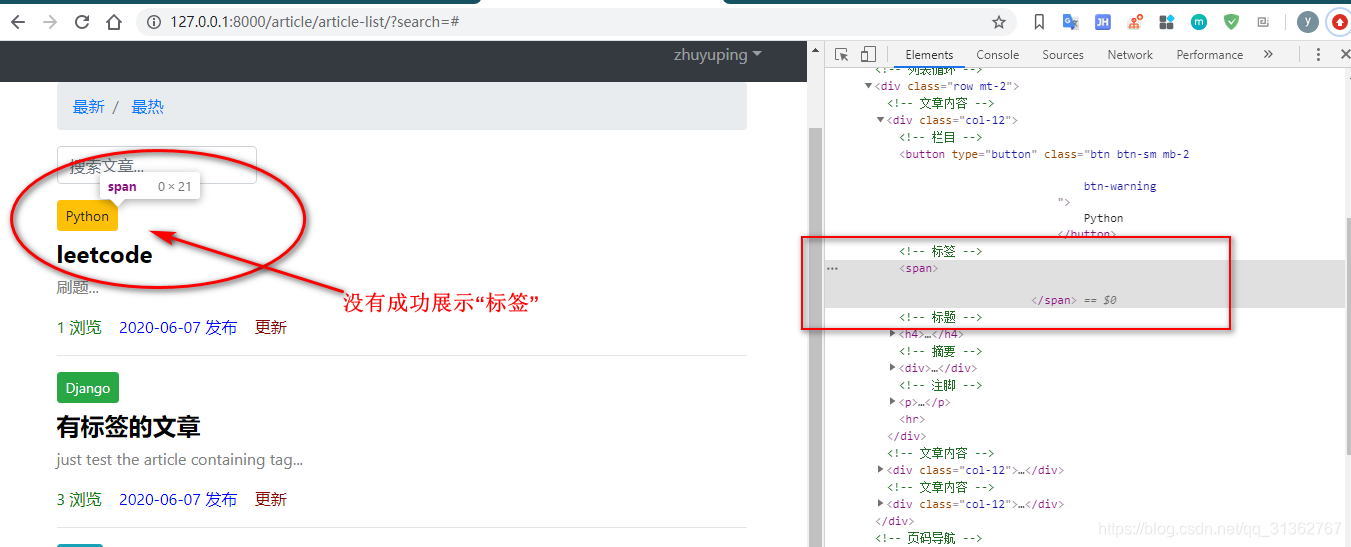 127.0.0.1:8000/article/article-list/?search=#
JH
m
y
zhuyuping
最新 / 最热
搜索文章...
span 0 × 21
Python
leetcode
刷题...
1 浏览 2020-06-07 发布 更新
没有成功展示“标签”
Django
有标签的文章
just test the article containing tag...
3 浏览 2020-06-07 发布 更新
Elements Console Sources Network Performance »
<!-- 列表循环 -->
<div class="row mt-2">
<!-- 文章内容 -->
<div class="col-12">
<!-- 栏目 -->
<button type="button" class="btn btn-sm mb-2
btn-warning
">
Python
</button>
<!-- 标签 -->
<span>
</span> == $0
<!-- 标题 -->
<h4>…</h4>
<!-- 摘要 -->
<div>…</div>
<!-- 注脚 -->
<p>…</p>
<hr>
</div>
<!-- 文章内容 -->
<div class="col-12">…</div>
<!-- 文章内容 -->
<div class="col-12">…</div>
</div>
<!-- 页码导航 -->
https://blog.csdn.net/qq_31362767